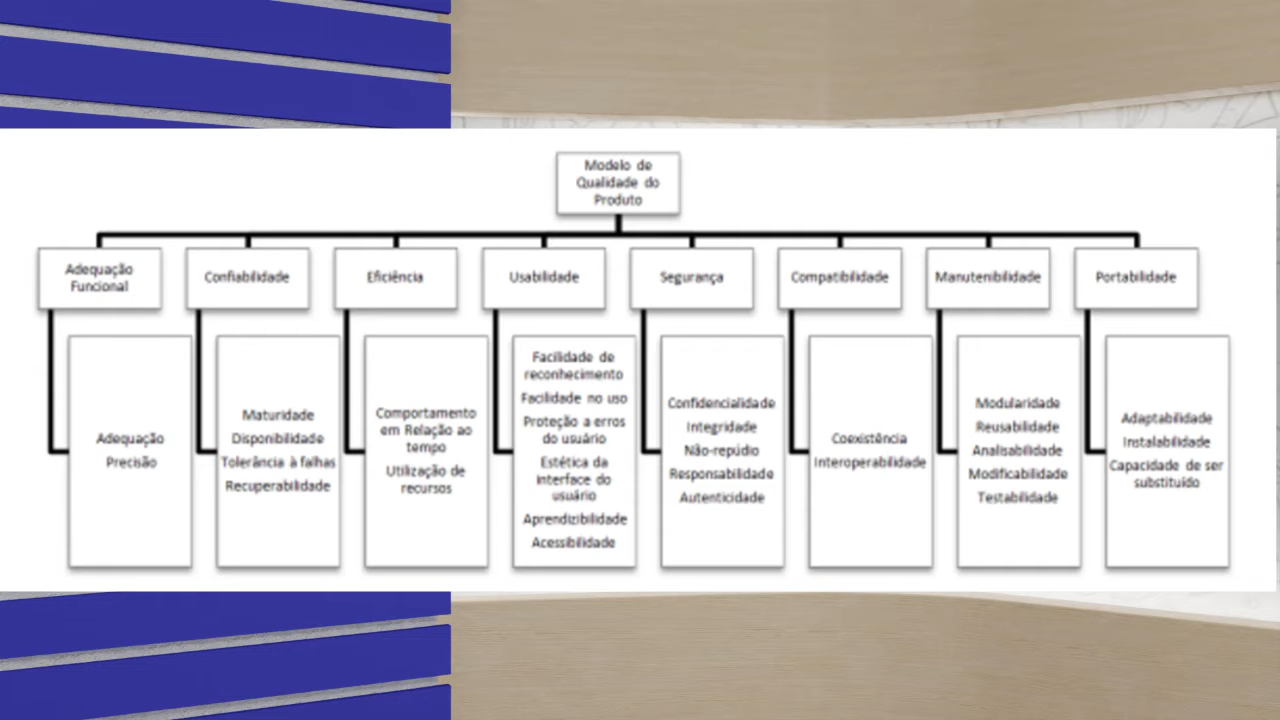 Modelo de
Qualidade do
Produto
Adequação
Funcional
Confiabilidade
Eficiência
Usabilidade
Segurança
Compatibilidade
Manutenibilidade
Portabilidade
Adequação
Precisão
Maturidade
Disponibilidade
Tolerância à falhas
Recuperabilidade
Comportamento
em Relação ao
tempo
Utilização de
recursos
Facilidade de
reconhecimento
Facilidade no uso
Proteção a erros
do usuário
Estética da
interface do
usuário
Aprendizibilidade
Acessibilidade
Confidencialidade
Integridade
Não-repúdio
Responsabilidade
Autenticidade
Coexistência
Interoperabilidade
Modularidade
Reusabilidade
Analisabilidade
Modificabilidade
Testabilidade
Adaptabilidade
Instalabilidade
Capacidade de ser
substituído